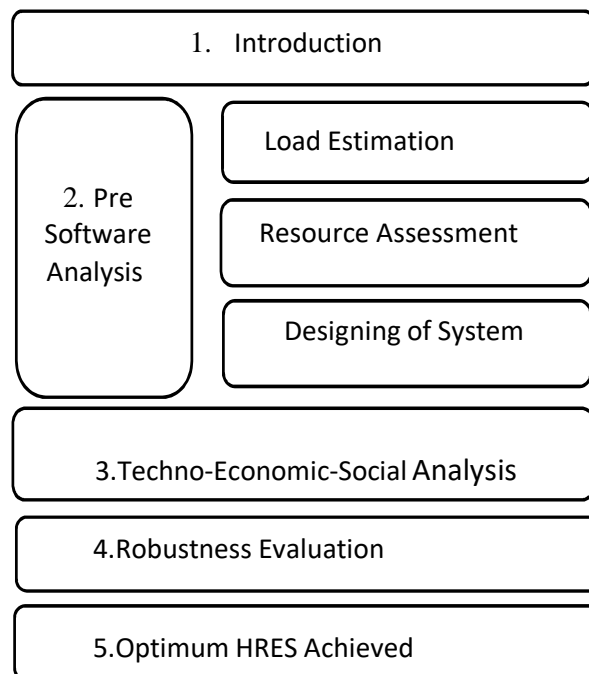 1. Introduction
2. Pre
Software
Analysis
Load Estimation
Resource Assessment
Designing of System
3.Techno-Economic-Social Analysis
4.Robustness Evaluation
5.Optimum HRES Achieved